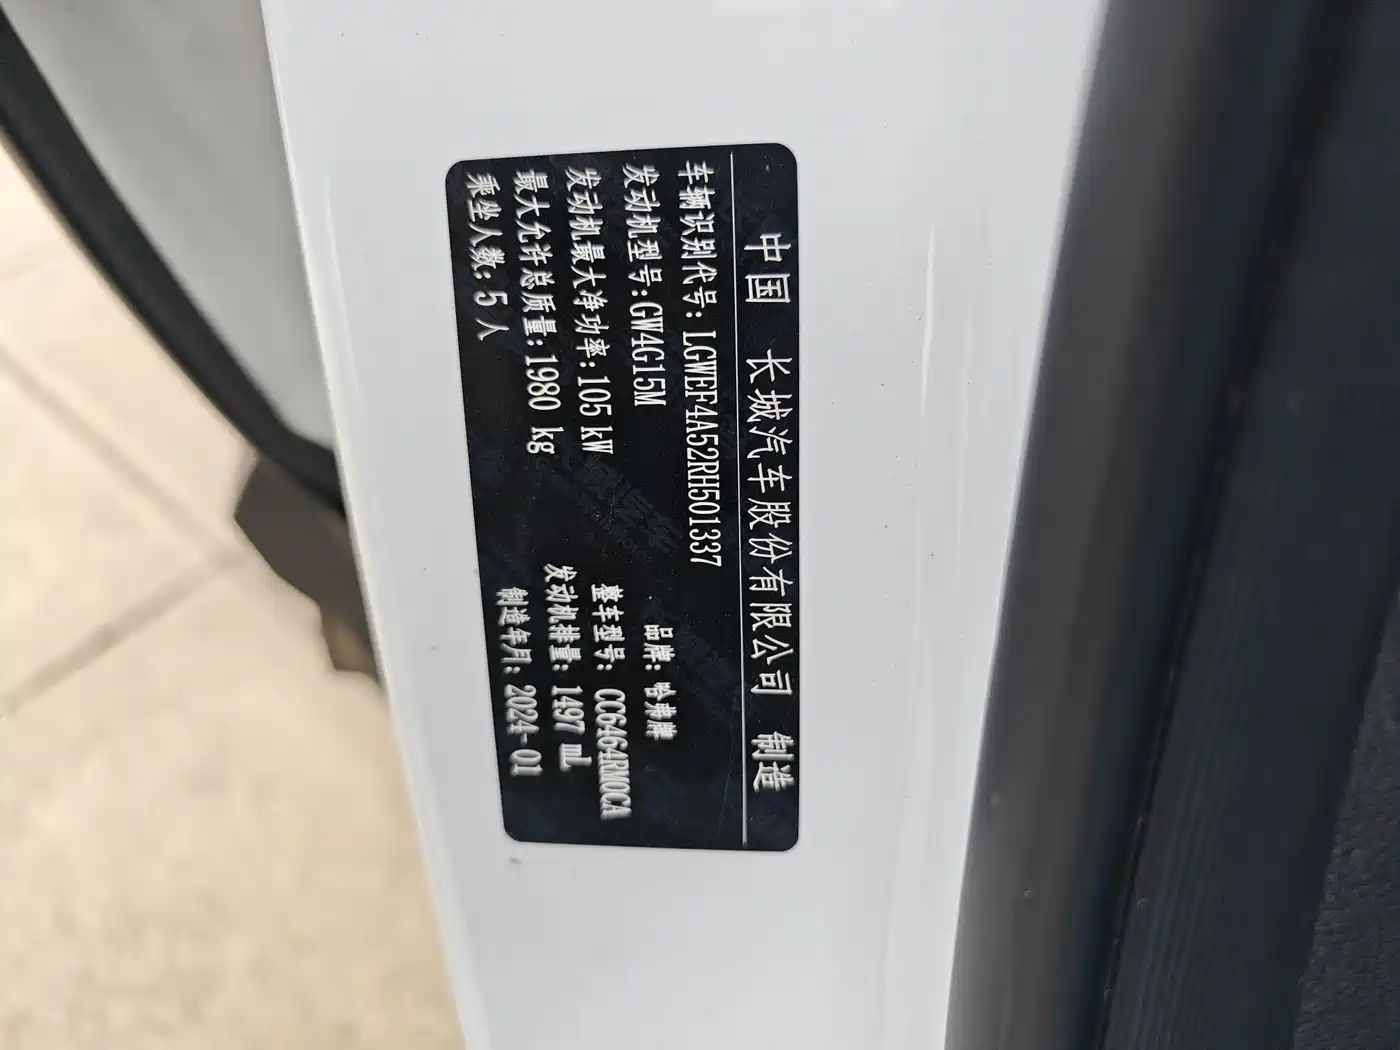 中国 长城汽车股份有限公司 制造
车辆识别代号: LGWEF4A52RH501337
发动机型号:GW4G15M
品牌: 哈弗牌
发动机最大净功率:105 kW
整车型号: CC6464RM0CA
最大允许总质量:1980 kg
发动机排量: 1497 mL
乘坐人数: 5 人
制造年月: 2024-01